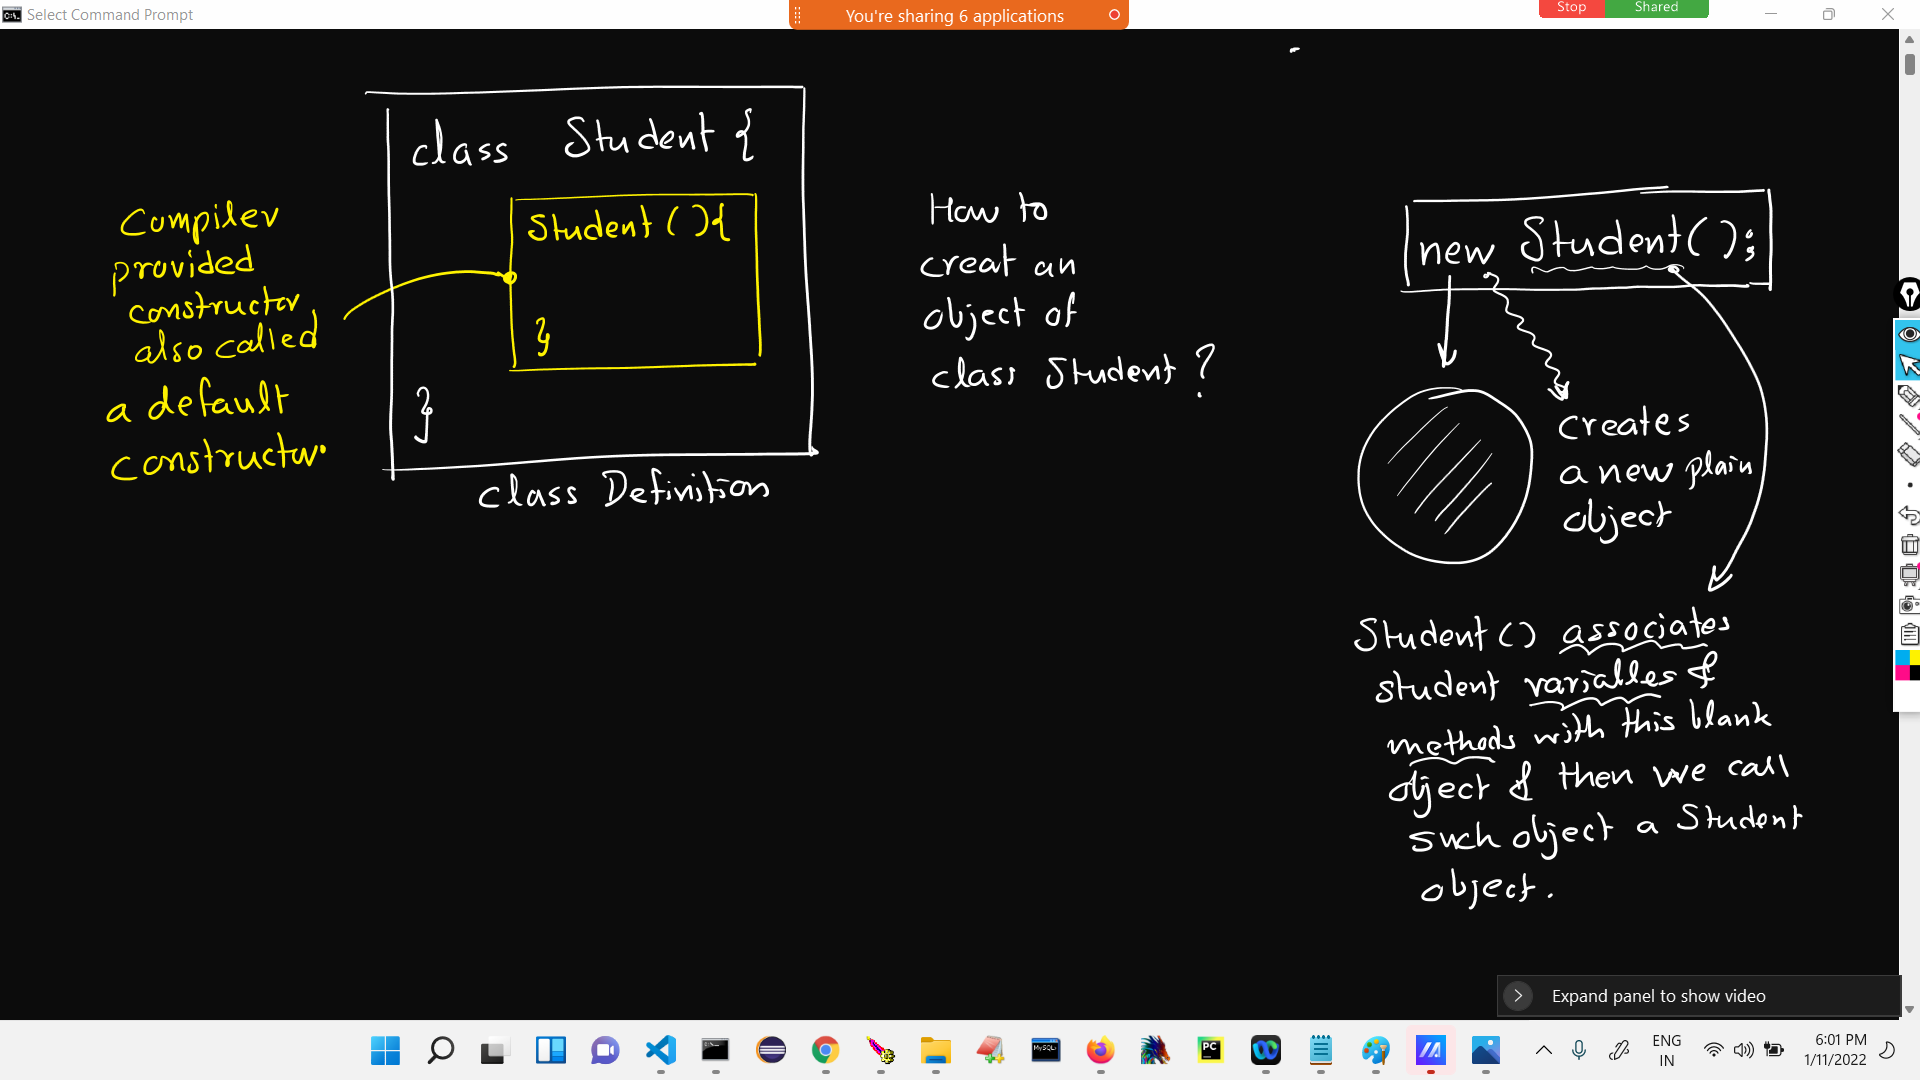 Select Command Prompt
You're sharing 6 applications
Stop
Shared
class Student {
Student ( ) {
}
}
class Definition
Compiler
provided
constructor,
also called
a default
constructor.
How to
creat an
object of
class Student ?
new Student( );
creates
a new plain
object
Student ( ) associates
student variables &
methods with this blank
object & then we call
such object a Student
object.
Expand panel to show video
MySQL
PC
ENG
IN
6:01 PM
1/11/2022